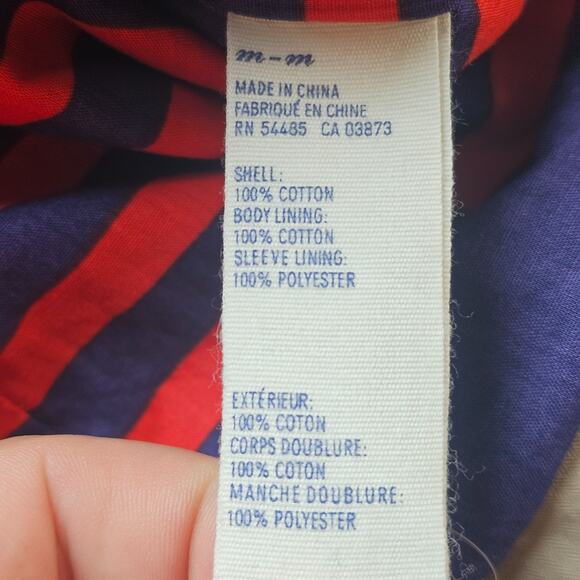 m-m
MADE IN CHINA
FABRIQUÉ EN CHINE
RN 54485 CA 03873
SHELL:
100% COTTON
BODY LINING:
100% COTTON
SLEEVE LINING:
100% POLYESTER
EXTÉRIEUR:
100% COTON
CORPS DOUBLURE:
100% COTON
MANCHE DOUBLURE:
100% POLYESTER